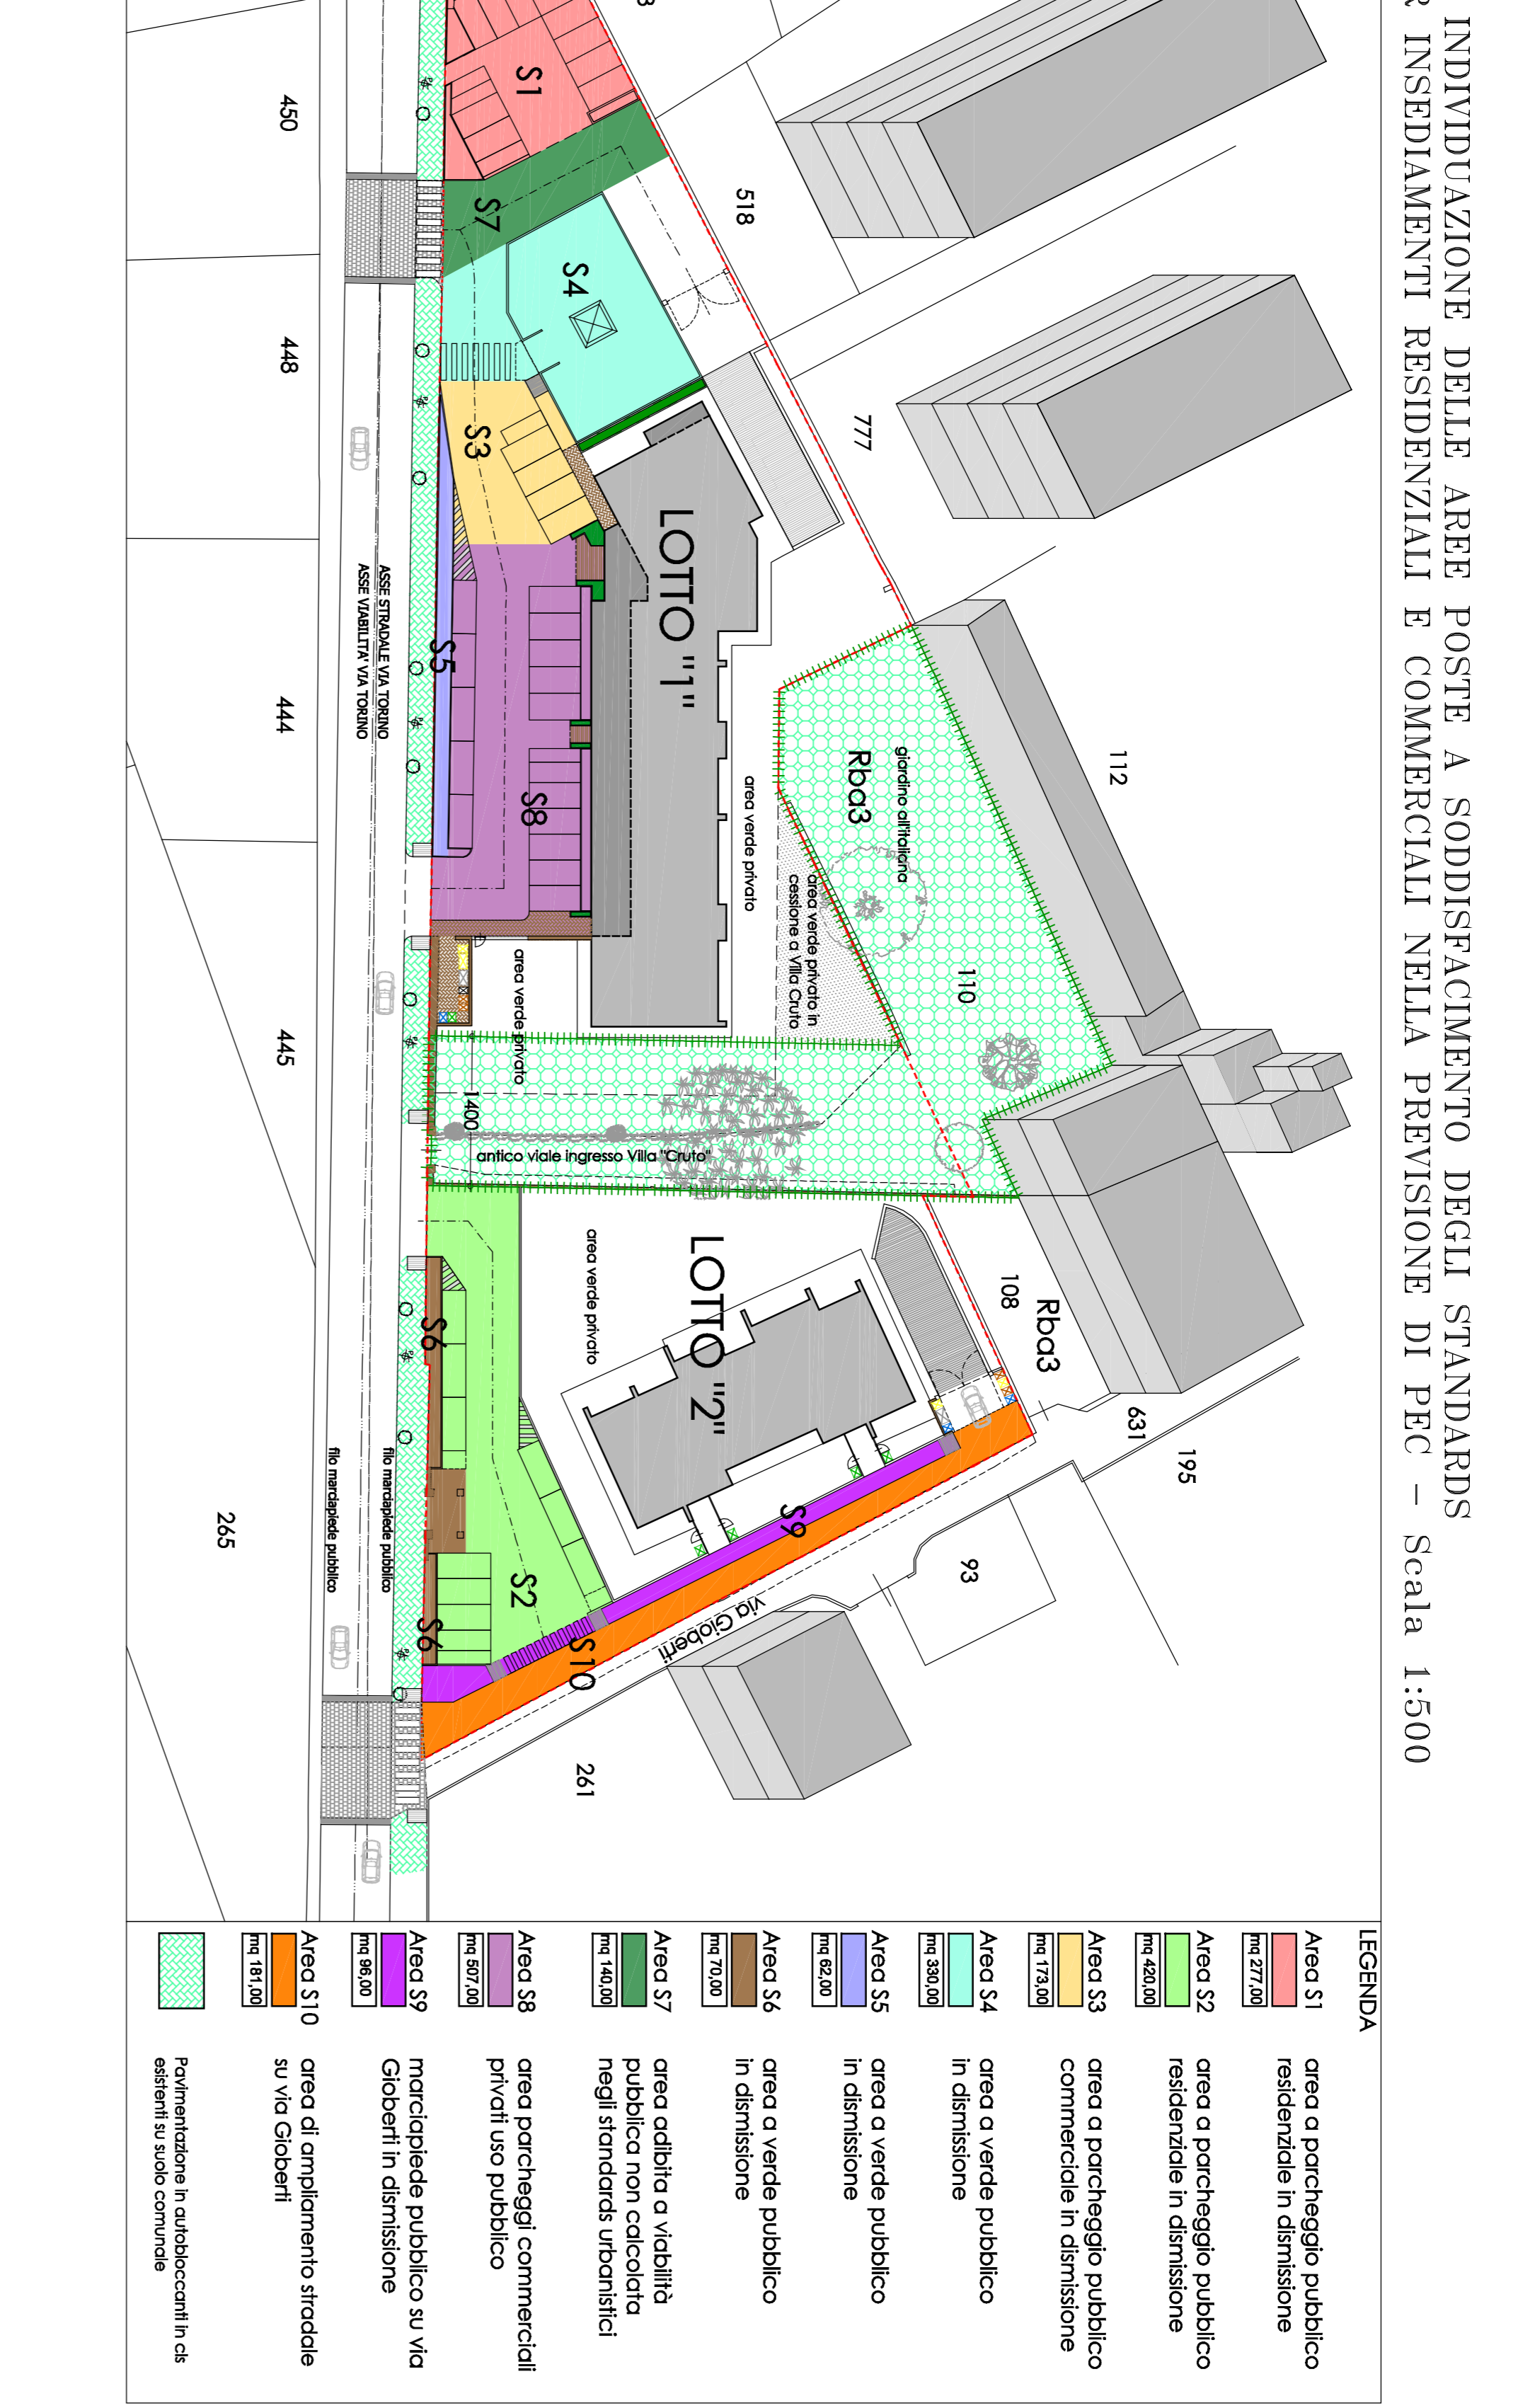 INDIVIDUAZIONE DELLE AREE POSTE A SODDISFACIMENTO DEGLI STANDARDS
R INSEDIAMENTI RESIDENZIALI E COMMERCIALI NELLA PREVISIONE DI PEC - Scala 1:500
112
195
631
Rba3
108
110
93
giardino all'italiana
Rba3
777
518
area verde privato in
cessione a Villa Cruto
area verde privato
S9
via Gioberti
LOTTO "1"
LOTTO "2"
area verde privato
261
S10
S4
S1
S7
S3
S8
S2
area verde privato
antico viale ingresso Villa "Cruto"
1400
S5
S6
S6
ASSE STRADALE VIA TORINO
ASSE VIABILITA' VIA TORINO
filo marciapiede pubblico
filo marciapiede pubblico
450
448
444
445
265
LEGENDA
Area S1
mq 277,00
area a parcheggio pubblico
residenziale in dismissione
Area S2
mq 420,00
area a parcheggio pubblico
residenziale in dismissione
Area S3
mq 173,00
area a parcheggio pubblico
commerciale in dismissione
Area S4
mq 330,00
area a verde pubblico
in dismissione
Area S5
mq 62,00
area a verde pubblico
in dismissione
Area S6
mq 70,00
area a verde pubblico
in dismissione
Area S7
mq 140,00
area adibita a viabilità
pubblica non calcolata
negli standards urbanistici
Area S8
mq 507,00
area parcheggi commerciali
privati uso pubblico
Area S9
mq 96,00
marciapiede pubblico su via
Gioberti in dismissione
Area S10
mq 181,00
area di ampliamento stradale
su via Gioberti
Pavimentazione in autobloccanti in cls
esistenti su suolo comunale